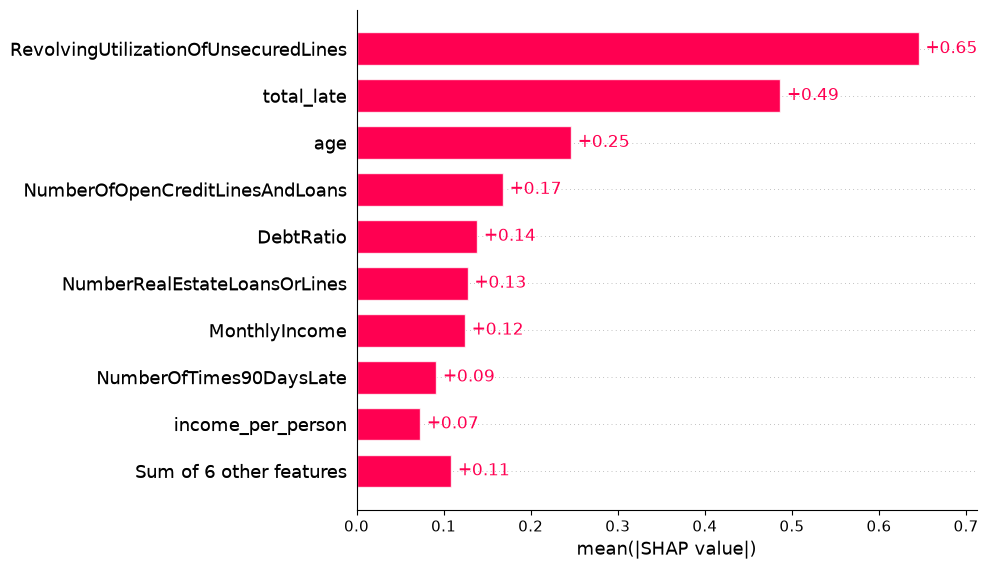 RevolvingUtilizationOfUnsecuredLines +0.65
total_late +0.49
age +0.25
NumberOfOpenCreditLinesAndLoans +0.17
DebtRatio +0.14
NumberRealEstateLoansOrLines +0.13
MonthlyIncome +0.12
NumberOfTimes90DaysLate +0.09
income_per_person +0.07
Sum of 6 other features +0.11
0.0 0.1 0.2 0.3 0.4 0.5 0.6 0.7
mean(|SHAP value|)